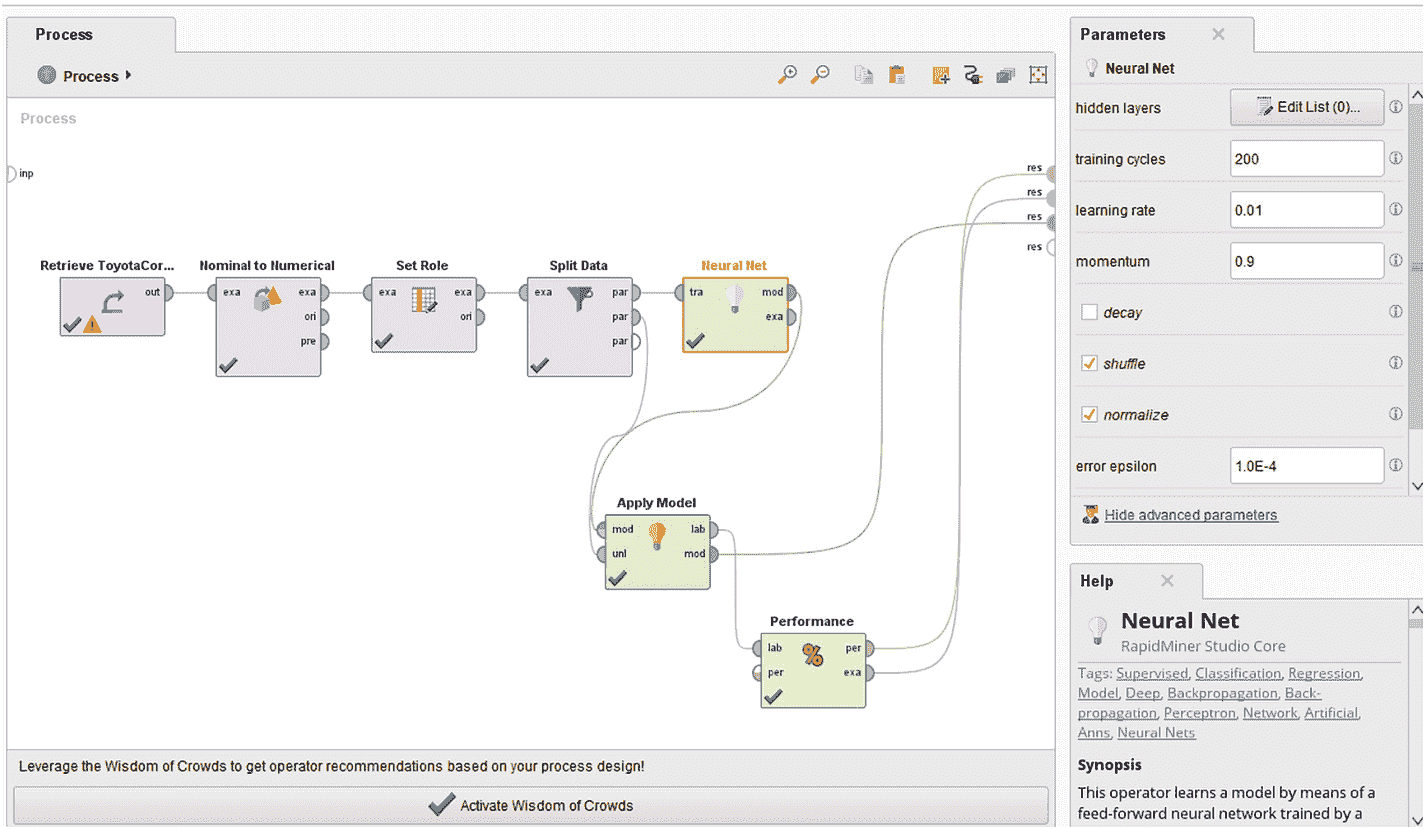 Process
Process
Process
inp
res
res
res
res
Retrieve ToyotaCor...
out
Nominal to Numerical
exa
exa
ori
pre
Set Role
exa
exa
ori
Split Data
exa
par
par
par
Neural Net
tra
mod
exa
Apply Model
mod
lab
unl
mod
Performance
lab
per
per
exa
Leverage the Wisdom of Crowds to get operator recommendations based on your process design!
Activate Wisdom of Crowds
Parameters
Neural Net
hidden layers
Edit List (0)...
training cycles
200
learning rate
0.01
momentum
0.9
decay
shuffle
normalize
error epsilon
1.0E-4
Hide advanced parameters
Help
Neural Net
RapidMiner Studio Core
Tags: Supervised, Classification, Regression,
Model, Deep, Backpropagation, Back-
propagation, Perceptron, Network, Artificial,
Anns, Neural Nets
Synopsis
This operator learns a model by means of a
feed-forward neural network trained by a